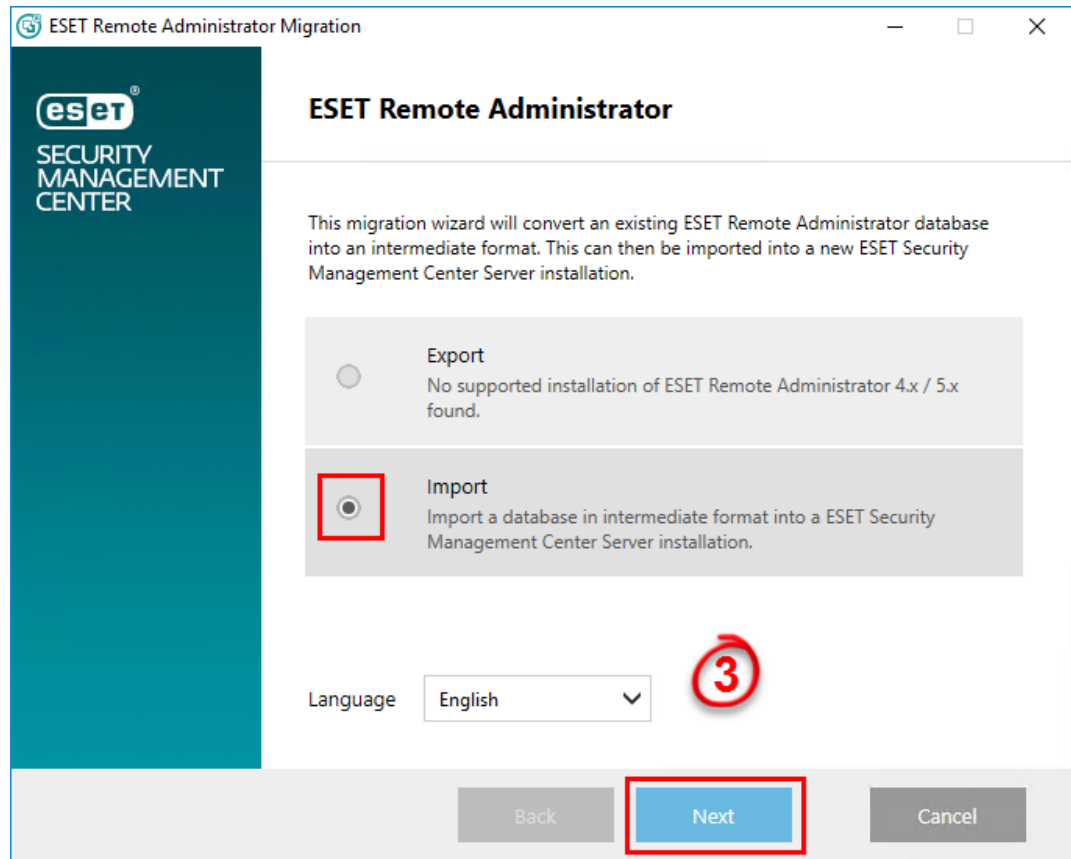 ESET Remote Administrator Migration
eset®
SECURITY
MANAGEMENT
CENTER
ESET Remote Administrator
This migration wizard will convert an existing ESET Remote Administrator database
into an intermediate format. This can then be imported into a new ESET Security
Management Center Server installation.
Export
No supported installation of ESET Remote Administrator 4.x / 5.x
found.
Import
Import a database in intermediate format into a ESET Security
Management Center Server installation.
3
Language English
Back Next Cancel